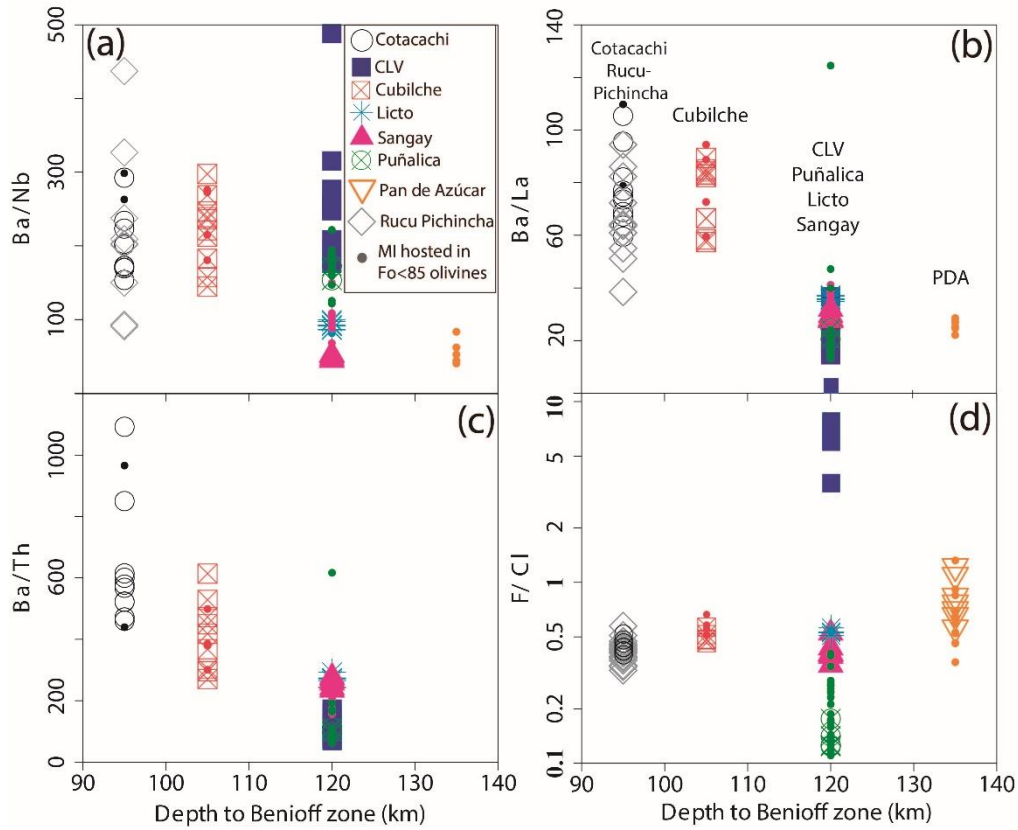 (a)
500
300
100
Ba/Nb
Cotacachi
CLV
Cubilche
Licto
Sangay
Puñalica
Pan de Azúcar
Rucu Pichincha
MI hosted in
Fo<85 olivines
(b)
140
100
60
20
Ba/La
Cotacachi
Rucu-
Pichincha
Cubilche
CLV
Puñalica
Licto
Sangay
PDA
(c)
1000
600
200
0
Ba/Th
90 100 110 120 130 140
Depth to Benioff zone (km)
(d)
10
5
2
1
0.5
0.2
0.1
F/Cl
90 100 110 120 130 140
Depth to Benioff zone (km)